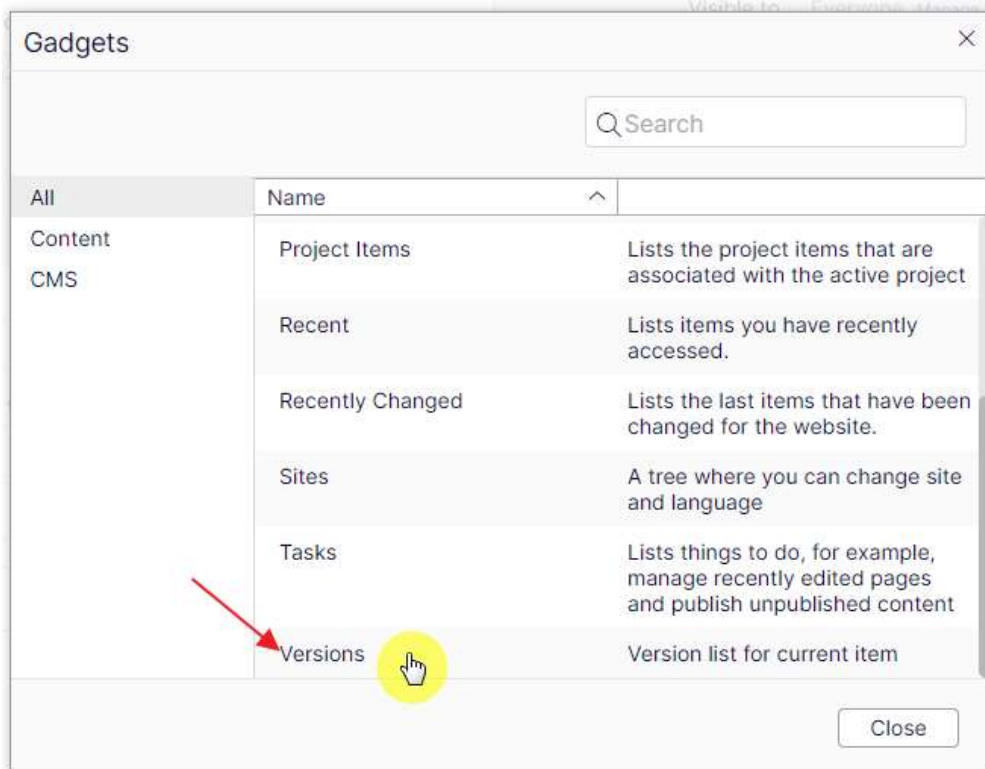 Visible to Everyone Manage
Gadgets
Search
All
Content
CMS
Name
Project Items
Lists the project items that are
associated with the active project
Recent
Lists items you have recently
accessed.
Recently Changed
Lists the last items that have been
changed for the website.
Sites
A tree where you can change site
and language
Tasks
Lists things to do, for example,
manage recently edited pages
and publish unpublished content
Versions
Version list for current item
Close